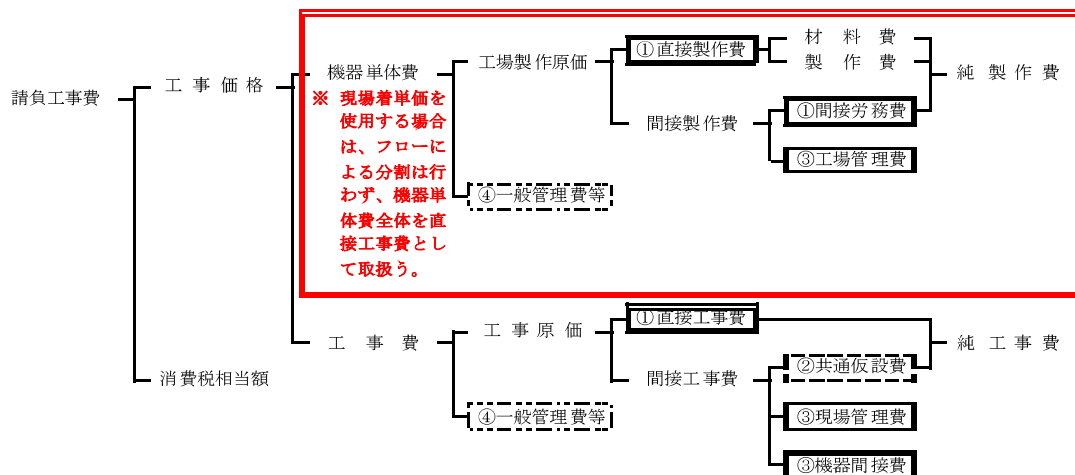 請負工事費
工事価格
消費税相当額
機器単体費
※ 現場着単価を
使用する場合
は、フローに
よる分割は行
わず、機器単
体費全体を直
接工事費とし
て取扱う。
工場製作原価
①直接製作費
材料費
製作費
純製作費
間接製作費
①間接労務費
③工場管理費
④一般管理費等
工事費
工事原価
①直接工事費
純工事費
間接工事費
②共通仮設費
④一般管理費等
③現場管理費
③機器間接費